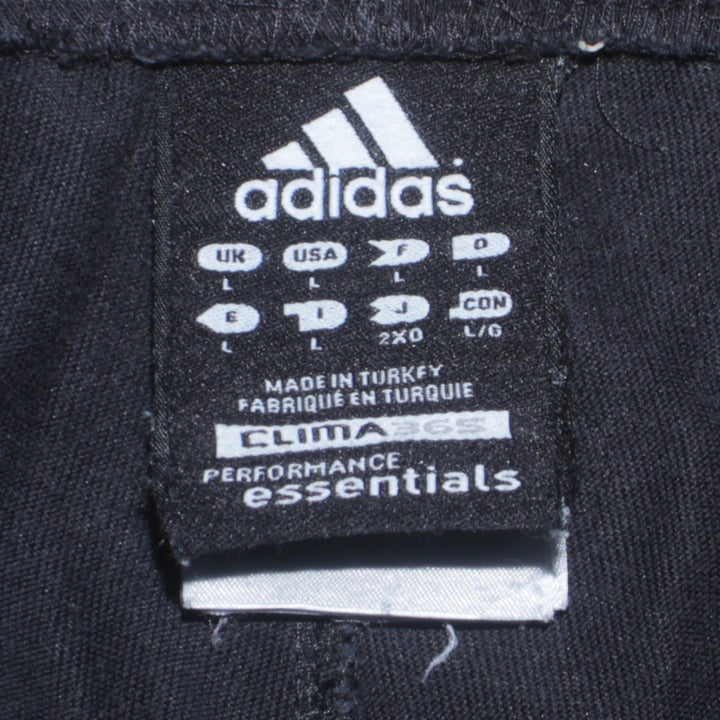 adidas
UK USA F D
L L L L
E I J CON
L L 2XO L/G
MADE IN TURKEY
FABRIQUÉ EN TURQUIE
CLIMA365
PERFORMANCE
essentials